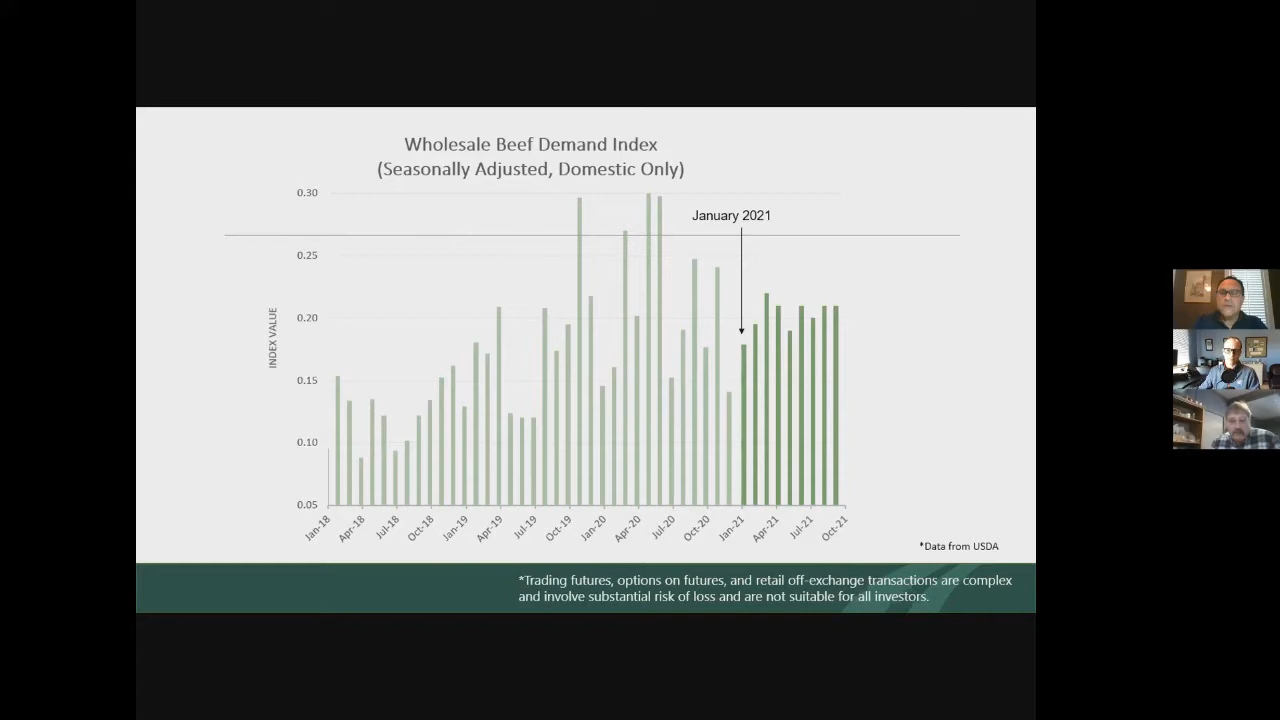 Wholesale Beef Demand Index
(Seasonally Adjusted, Domestic Only)
January 2021
INDEX VALUE
0.30
0.25
0.20
0.15
0.10
0.05
Jan-18
Apr-18
Jul-18
Oct-18
Jan-19
Apr-19
Jul-19
Oct-19
Jan-20
Apr-20
Jul-20
Oct-20
Jan-21
Apr-21
Jul-21
Oct-21
*Data from USDA
*Trading futures, options on futures, and retail off-exchange transactions are complex
and involve substantial risk of loss and are not suitable for all investors.